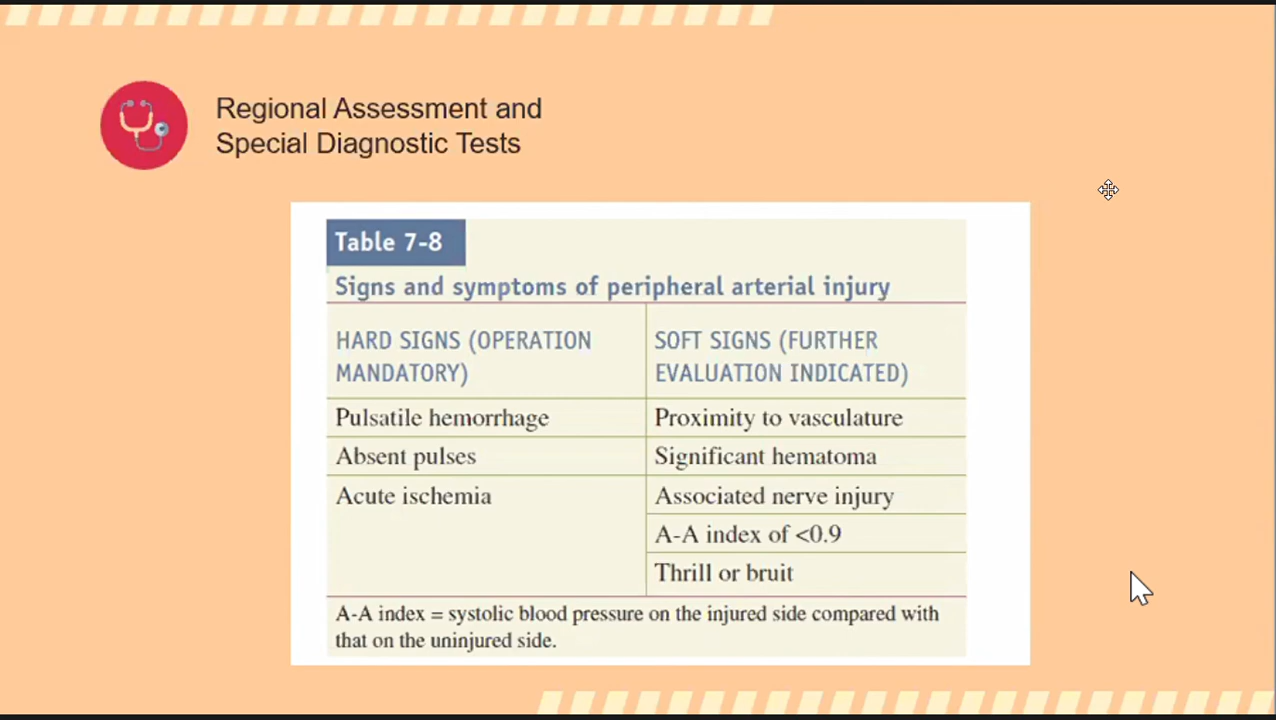 Regional Assessment and
Special Diagnostic Tests
Table 7-8
Signs and symptoms of peripheral arterial injury
HARD SIGNS (OPERATION
MANDATORY)
SOFT SIGNS (FURTHER
EVALUATION INDICATED)
Pulsatile hemorrhage
Proximity to vasculature
Absent pulses
Significant hematoma
Acute ischemia
Associated nerve injury
A-A index of <0.9
Thrill or bruit
A-A index = systolic blood pressure on the injured side compared with
that on the uninjured side.